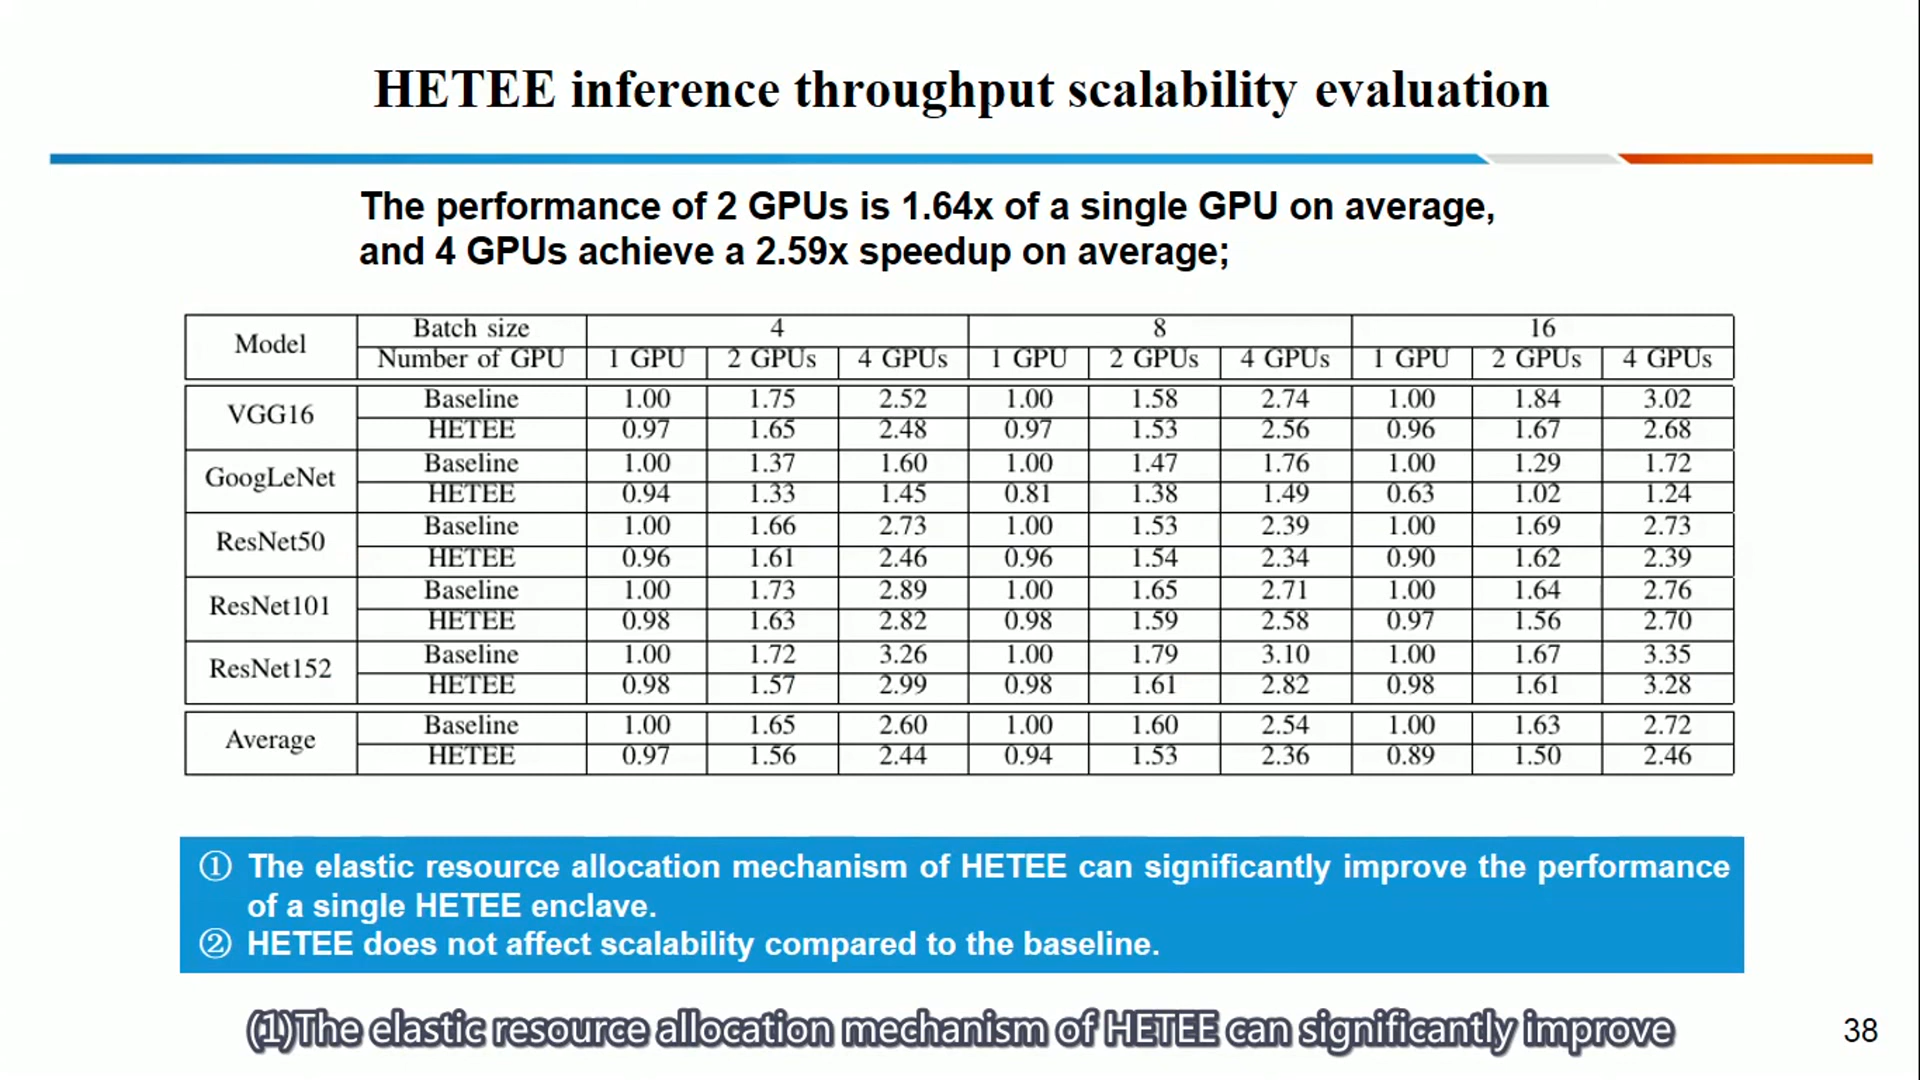 HETEE inference throughput scalability evaluation
The performance of 2 GPUs is 1.64x of a single GPU on average,
and 4 GPUs achieve a 2.59x speedup on average;
Model Batch size 4 8 16
Number of GPU 1 GPU 2 GPUs 4 GPUs 1 GPU 2 GPUs 4 GPUs 1 GPU 2 GPUs 4 GPUs
VGG16 Baseline 1.00 1.75 2.52 1.00 1.58 2.74 1.00 1.84 3.02
HETEE 0.97 1.65 2.48 0.97 1.53 2.56 0.96 1.67 2.68
GoogLeNet Baseline 1.00 1.37 1.60 1.00 1.47 1.76 1.00 1.29 1.72
HETEE 0.94 1.33 1.45 0.81 1.38 1.49 0.63 1.02 1.24
ResNet50 Baseline 1.00 1.66 2.73 1.00 1.53 2.39 1.00 1.69 2.73
HETEE 0.96 1.61 2.46 0.96 1.54 2.34 0.90 1.62 2.39
ResNet101 Baseline 1.00 1.73 2.89 1.00 1.65 2.71 1.00 1.64 2.76
HETEE 0.98 1.63 2.82 0.98 1.59 2.58 0.97 1.56 2.70
ResNet152 Baseline 1.00 1.72 3.26 1.00 1.79 3.10 1.00 1.67 3.35
HETEE 0.98 1.57 2.99 0.98 1.61 2.82 0.98 1.61 3.28
Average Baseline 1.00 1.65 2.60 1.00 1.60 2.54 1.00 1.63 2.72
HETEE 0.97 1.56 2.44 0.94 1.53 2.36 0.89 1.50 2.46
① The elastic resource allocation mechanism of HETEE can significantly improve the performance
of a single HETEE enclave.
② HETEE does not affect scalability compared to the baseline.
(1)The elastic resource allocation mechanism of HETEE can significantly improve
38